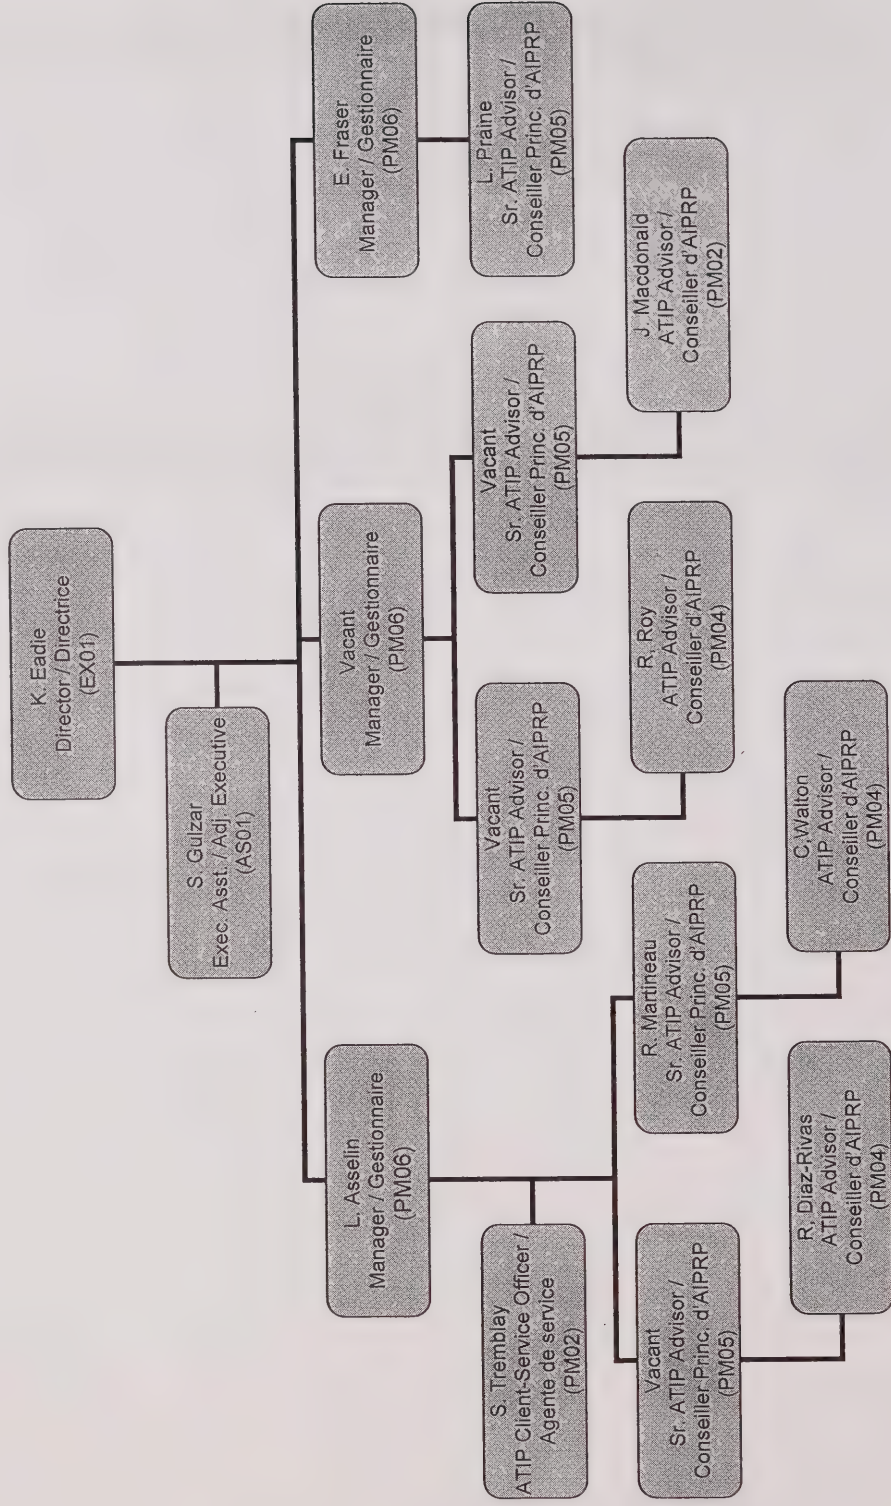 K. Eadie
Director / Directrice
(EX01)
S. Gulzar
Exec. Asst. / Adj. Executive
(AS01)
L. Asselin
Manager / Gestionnaire
(PM06)
Vacant
Manager / Gestionnaire
(PM06)
E. Fraser
Manager / Gestionnaire
(PM06)
S. Tremblay
ATIP Client-Service Officer /
Agente de service
(PM02)
Vacant
Sr. ATIP Advisor /
Conseiller Princ. d'AIPRP
(PM05)
Vacant
Sr. ATIP Advisor /
Conseiller Princ. d'AIPRP
(PM05)
L. Praine
Sr. ATIP Advisor /
Conseiller Princ. d'AIPRP
(PM05)
Vacant
Sr. ATIP Advisor /
Conseiller Princ. d'AIPRP
(PM05)
R. Martineau
Sr. ATIP Advisor /
Conseiller Princ. d'AIPRP
(PM05)
R, Roy
ATIP Advisor /
Conseiller d'AIPRP
(PM04)
J. Macdonald
ATIP Advisor /
Conseiller d'AIPRP
(PM02)
R, Diaz-Rivas
ATIP Advisor /
Conseiller d'AIPRP
(PM04)
C,Walton
ATIP Advisor /
Conseiller d'AIPRP
(PM04)